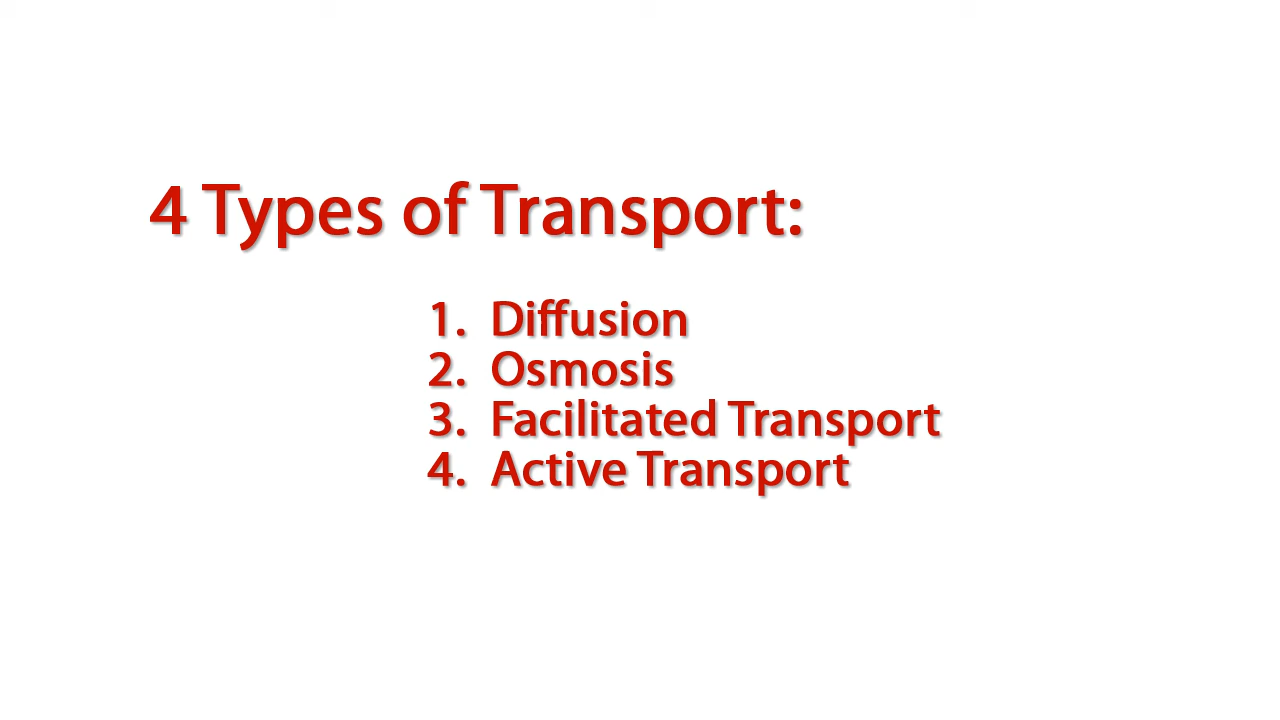 4 Types of Transport:
1. Diffusion
2. Osmosis
3. Facilitated Transport
4. Active Transport